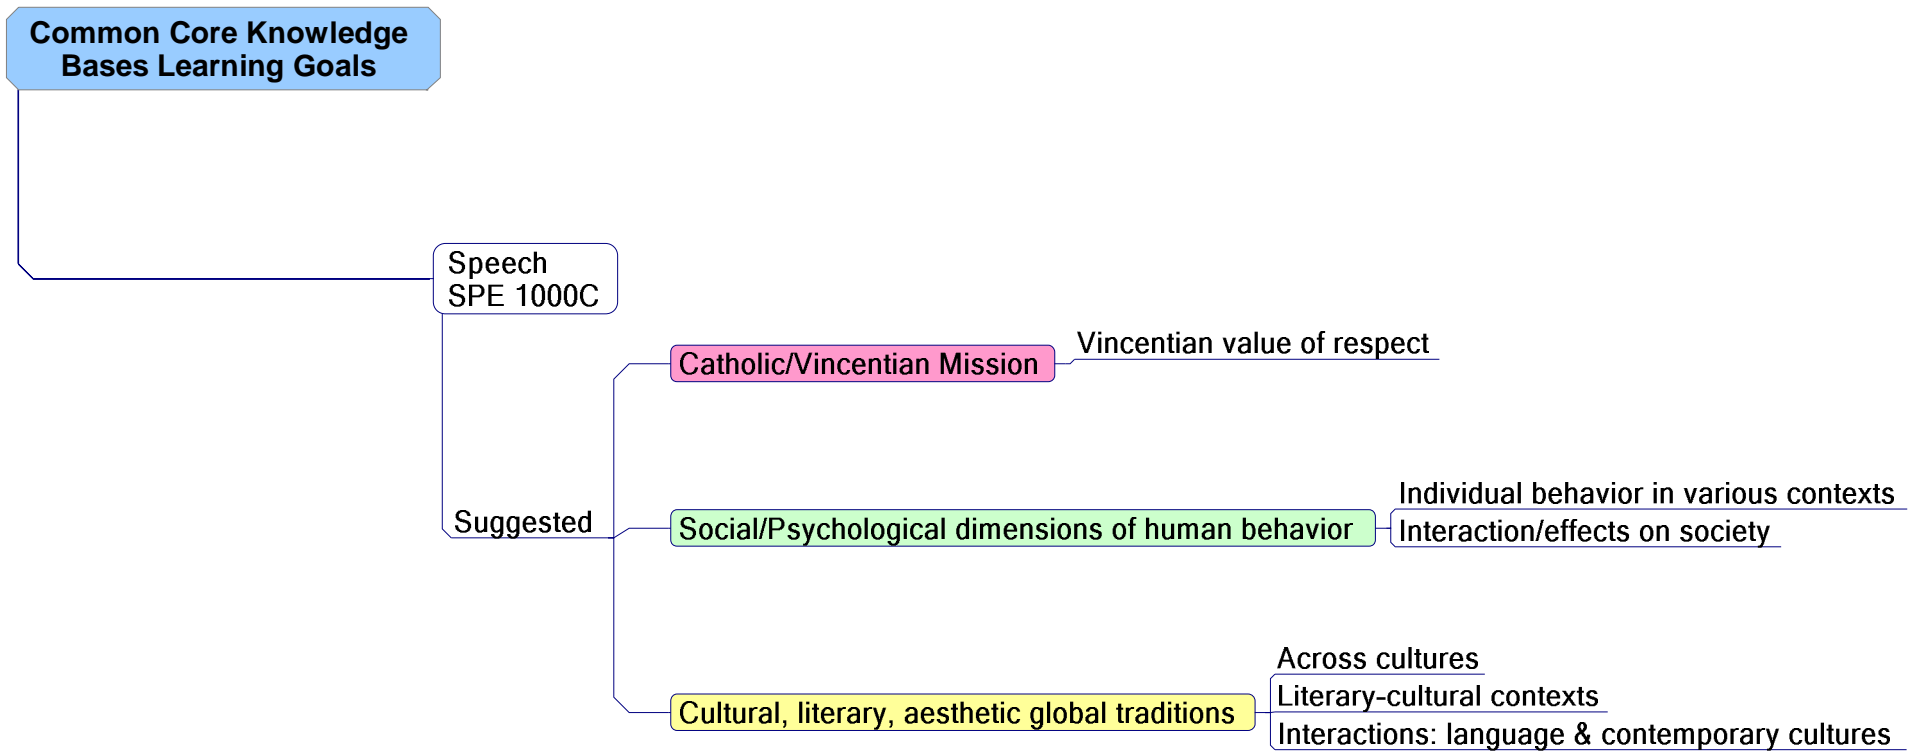 Common Core Knowledge
Bases Learning Goals
Speech
SPE 1000C
Suggested
Catholic/Vincentian Mission
Vincentian value of respect
Social/Psychological dimensions of human behavior
Individual behavior in various contexts
Interaction/effects on society
Cultural, literary, aesthetic global traditions
Across cultures
Literary-cultural contexts
Interactions: language & contemporary cultures